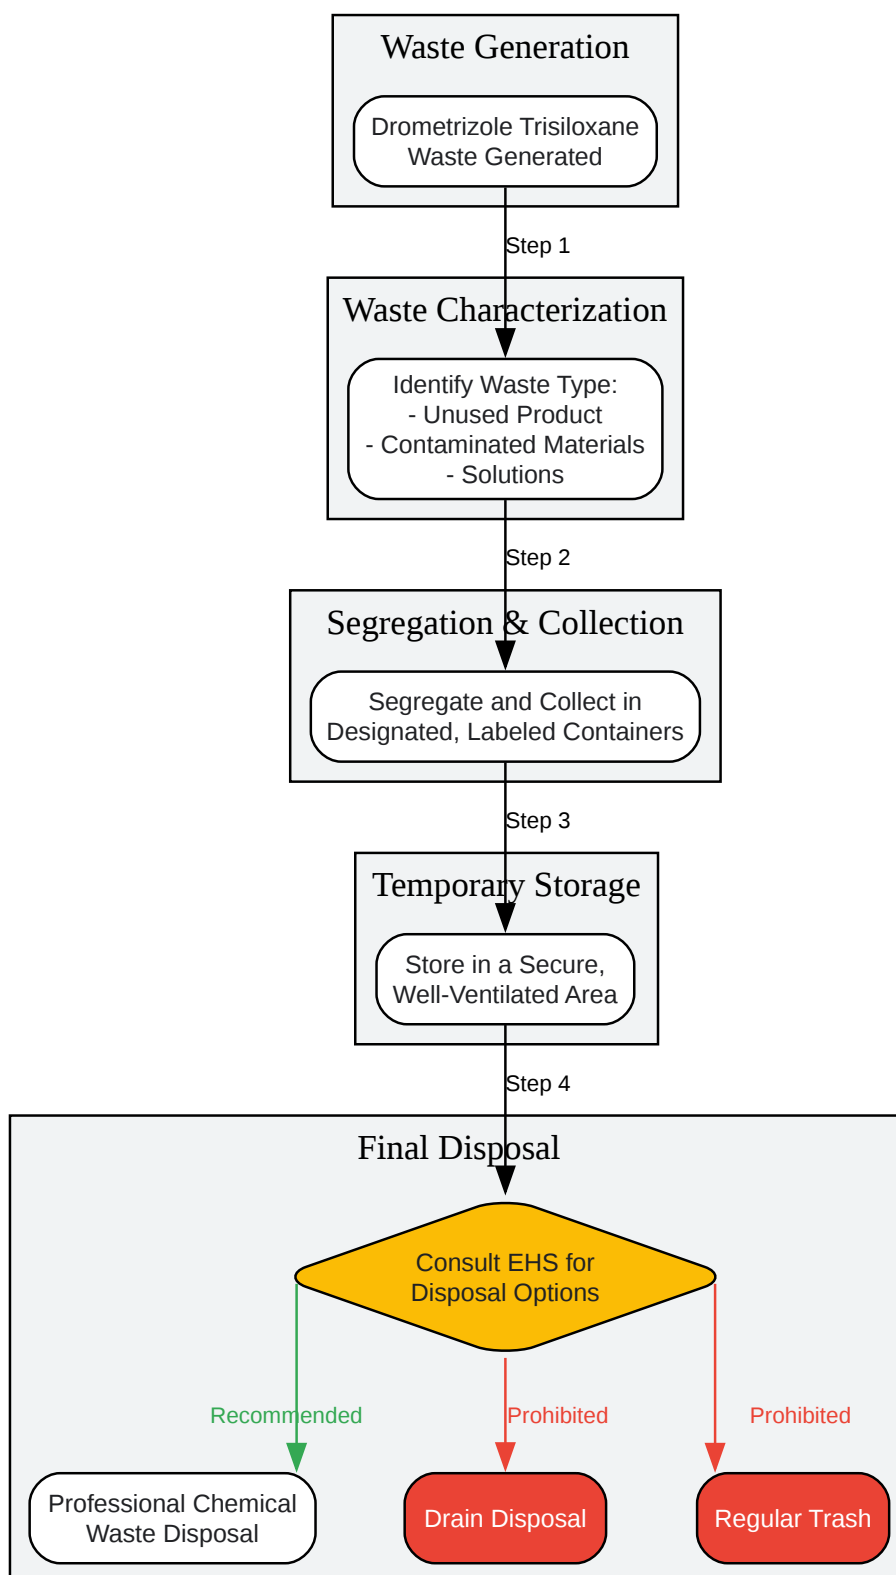 Waste Generation
Drometrizole Trisiloxane
Waste Generated
Step 1
Waste Characterization
Identify Waste Type:
- Unused Product
- Contaminated Materials
- Solutions
Step 2
Segregation & Collection
Segregate and Collect in
Designated, Labeled Containers
Step 3
Temporary Storage
Store in a Secure,
Well-Ventilated Area
Step 4
Final Disposal
Consult EHS for
Disposal Options
Recommended
Prohibited
Prohibited
Professional Chemical
Waste Disposal
Drain Disposal
Regular Trash